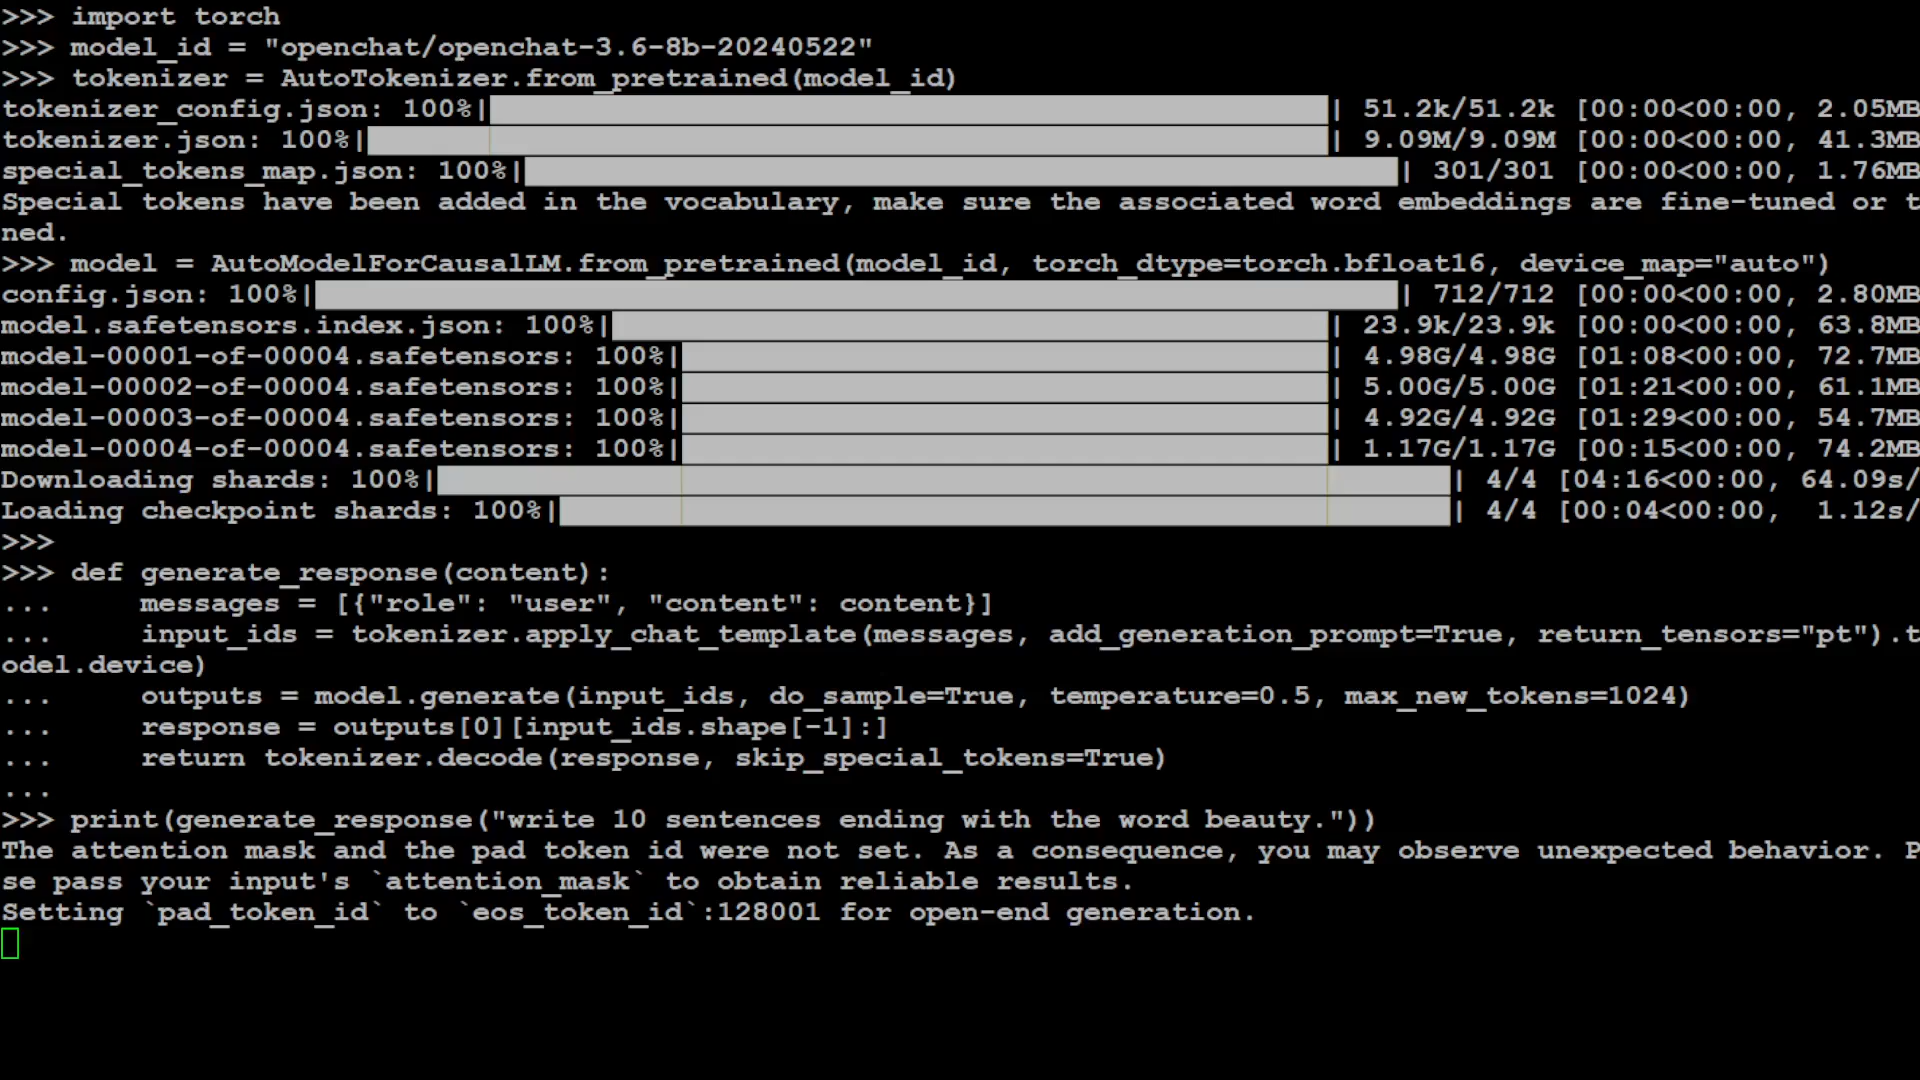 >>> import torch
>>> model_id = "openchat/openchat-3.6-8b-20240522"
>>> tokenizer = AutoTokenizer.from_pretrained(model_id)
tokenizer_config.json: 100%| | 51.2k/51.2k [00:00<00:00, 2.05MB
tokenizer.json: 100%| | 9.09M/9.09M [00:00<00:00, 41.3MB
special_tokens_map.json: 100%| | 301/301 [00:00<00:00, 1.76MB
Special tokens have been added in the vocabulary, make sure the associated word embeddings are fine-tuned or t
ned.
>>> model = AutoModelForCausalLM.from_pretrained(model_id, torch_dtype=torch.bfloat16, device_map="auto")
config.json: 100%| | 712/712 [00:00<00:00, 2.80MB
model.safetensors.index.json: 100%| | 23.9k/23.9k [00:00<00:00, 63.8MB
model-00001-of-00004.safetensors: 100%| | 4.98G/4.98G [01:08<00:00, 72.7MB
model-00002-of-00004.safetensors: 100%| | 5.00G/5.00G [01:21<00:00, 61.1MB
model-00003-of-00004.safetensors: 100%| | 4.92G/4.92G [01:29<00:00, 54.7MB
model-00004-of-00004.safetensors: 100%| | 1.17G/1.17G [00:15<00:00, 74.2MB
Downloading shards: 100%| | 4/4 [04:16<00:00, 64.09s/
Loading checkpoint shards: 100%| | 4/4 [00:04<00:00,  1.12s/
>>>
>>> def generate_response(content):
...     messages = [{"role": "user", "content": content}]
...     input_ids = tokenizer.apply_chat_template(messages, add_generation_prompt=True, return_tensors="pt").t
odel.device)
...     outputs = model.generate(input_ids, do_sample=True, temperature=0.5, max_new_tokens=1024)
...     response = outputs[0][input_ids.shape[-1]:]
...     return tokenizer.decode(response, skip_special_tokens=True)
...
>>> print(generate_response("write 10 sentences ending with the word beauty."))
The attention mask and the pad token id were not set. As a consequence, you may observe unexpected behavior. P
se pass your input's `attention_mask` to obtain reliable results.
Setting `pad_token_id` to `eos_token_id`:128001 for open-end generation.